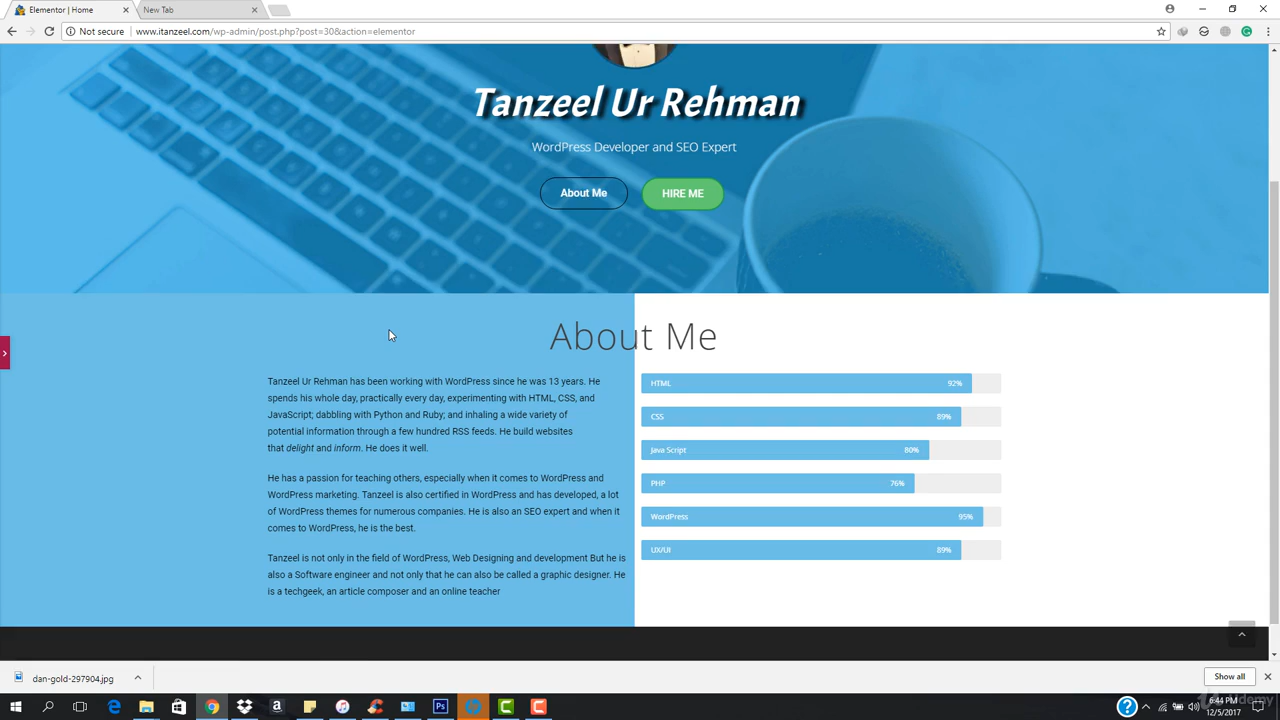 Elementor | Home
New Tab
Not secure
www.itanzeel.com/wp-admin/post.php?post=30&action=elementor
Tanzeel Ur Rehman
WordPress Developer and SEO Expert
About Me
HIRE ME
About Me
Tanzeel Ur Rehman has been working with WordPress since he was 13 years. He
spends his whole day, practically every day, experimenting with HTML, CSS, and
JavaScript; dabbling with Python and Ruby; and inhaling a wide variety of
potential information through a few hundred RSS feeds. He build websites
that delight and inform. He does it well.
He has a passion for teaching others, especially when it comes to WordPress and
WordPress marketing. Tanzeel is also certified in WordPress and has developed, a lot
of WordPress themes for numerous companies. He is also an SEO expert and when it
comes to WordPress, he is the best.
Tanzeel is not only in the field of WordPress, Web Designing and development But he is
also a Software engineer and not only that he can also be called a graphic designer. He
is a techgeek, an article composer and an online teacher
HTML 92%
CSS 89%
Java Script 80%
PHP 76%
WordPress 95%
UX/UI 89%
dan-gold-297904.jpg
Show all
Ps
6:44 PM
12/5/2017
Udemy